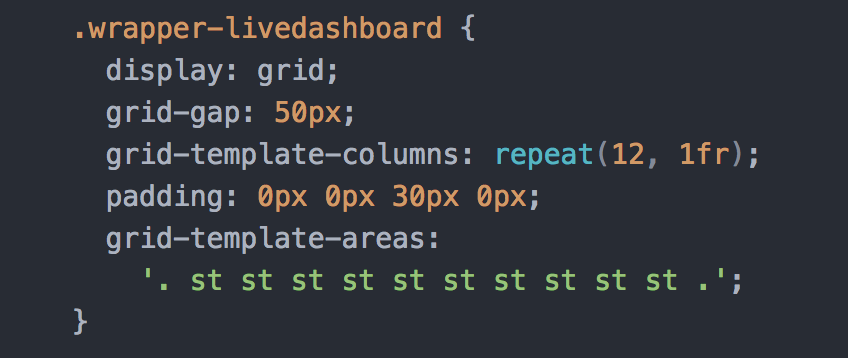 .wrapper-livedashboard {
display: grid;
grid-gap: 50px;
grid-template-columns: repeat(12, 1fr);
padding: 0px 0px 30px 0px;
grid-template-areas:
'. st st st st st st st st st st .';
}